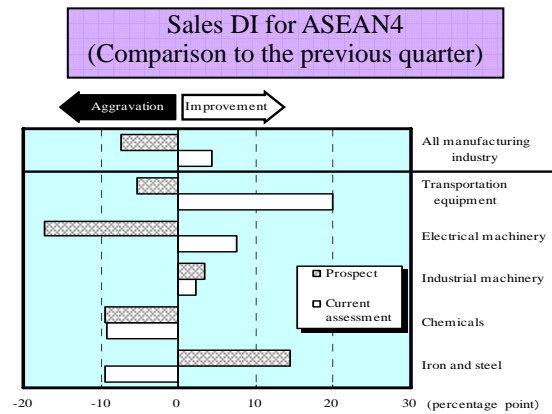 Sales DI for ASEAN4
(Comparison to the previous quarter)
Aggravation
Improvement
All manufacturing
industry
Transportation
equipment
Electrical machinery
Industrial machinery
Prospect
Current
assessment
Chemicals
Iron and steel
-20 -10 0 10 20 30 (percentage point)